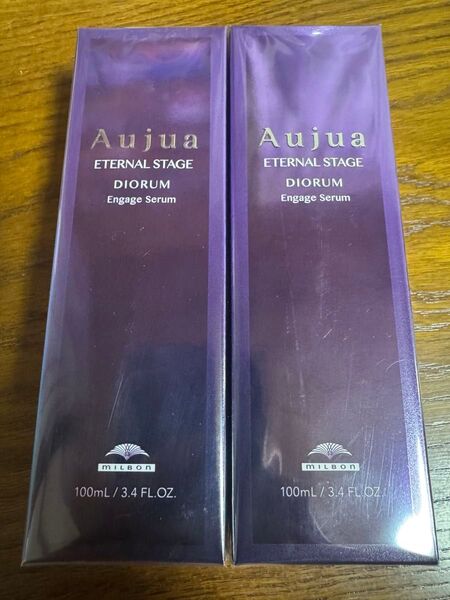 Aujua
ETERNAL STAGE
DIORUM
Engage Serum
MILBON
100mL / 3.4 FL.OZ.
Aujua
ETERNAL STAGE
DIORUM
Engage Serum
MILBON
100mL / 3.4 FL.OZ.